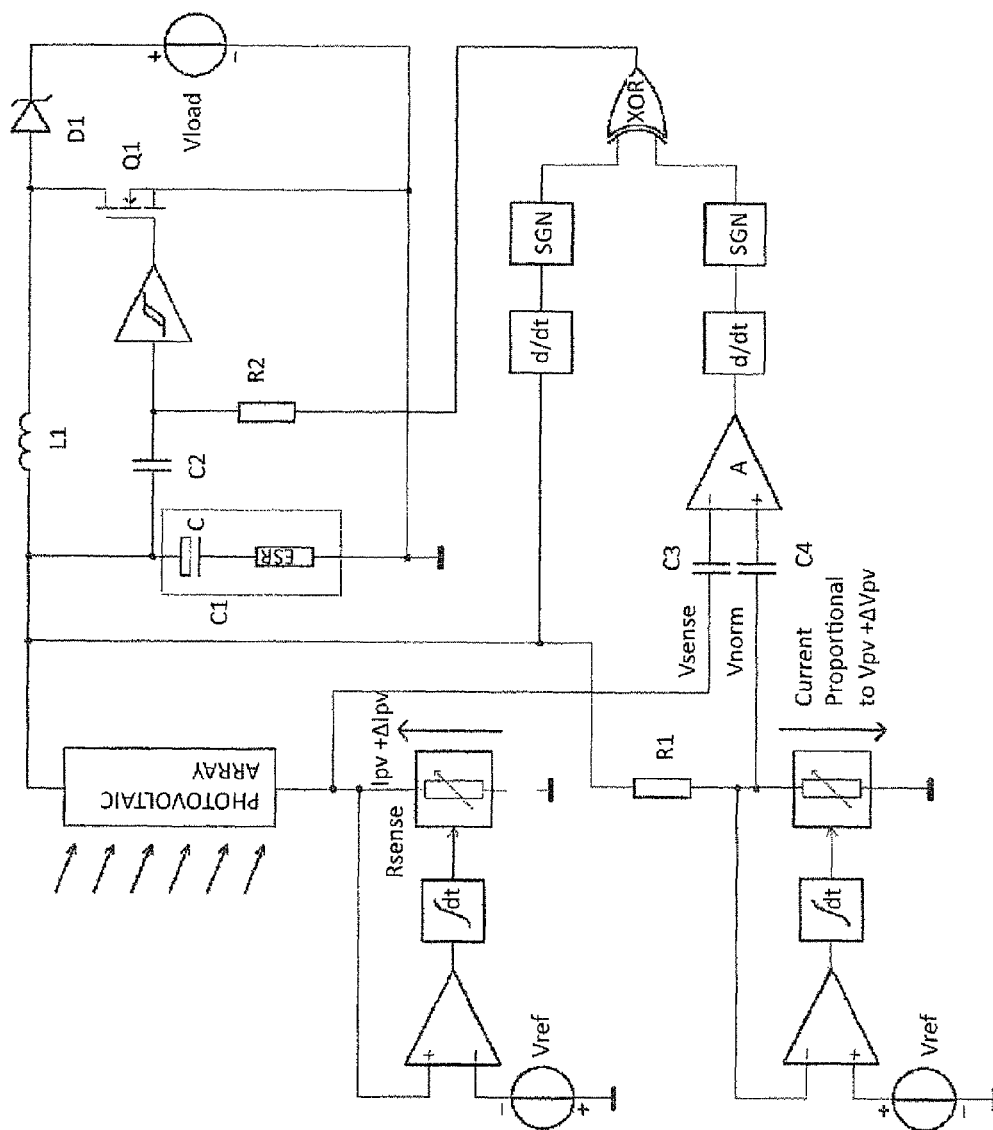 L1
D1
Q1
+
-
Vload
C2
R2
C
ESR
C1
PHOTOVOLTAIC
ARRAY
Ipv +ΔIpv
Rsense
∫dt
+
−
-
+
Vref
Vsense
Vnorm
C3
C4
−
+
A
d/dt
SGN
d/dt
SGN
XOR
R1
Current
Proportional
to Vpv +ΔVpv
∫dt
−
+
+
-
Vref